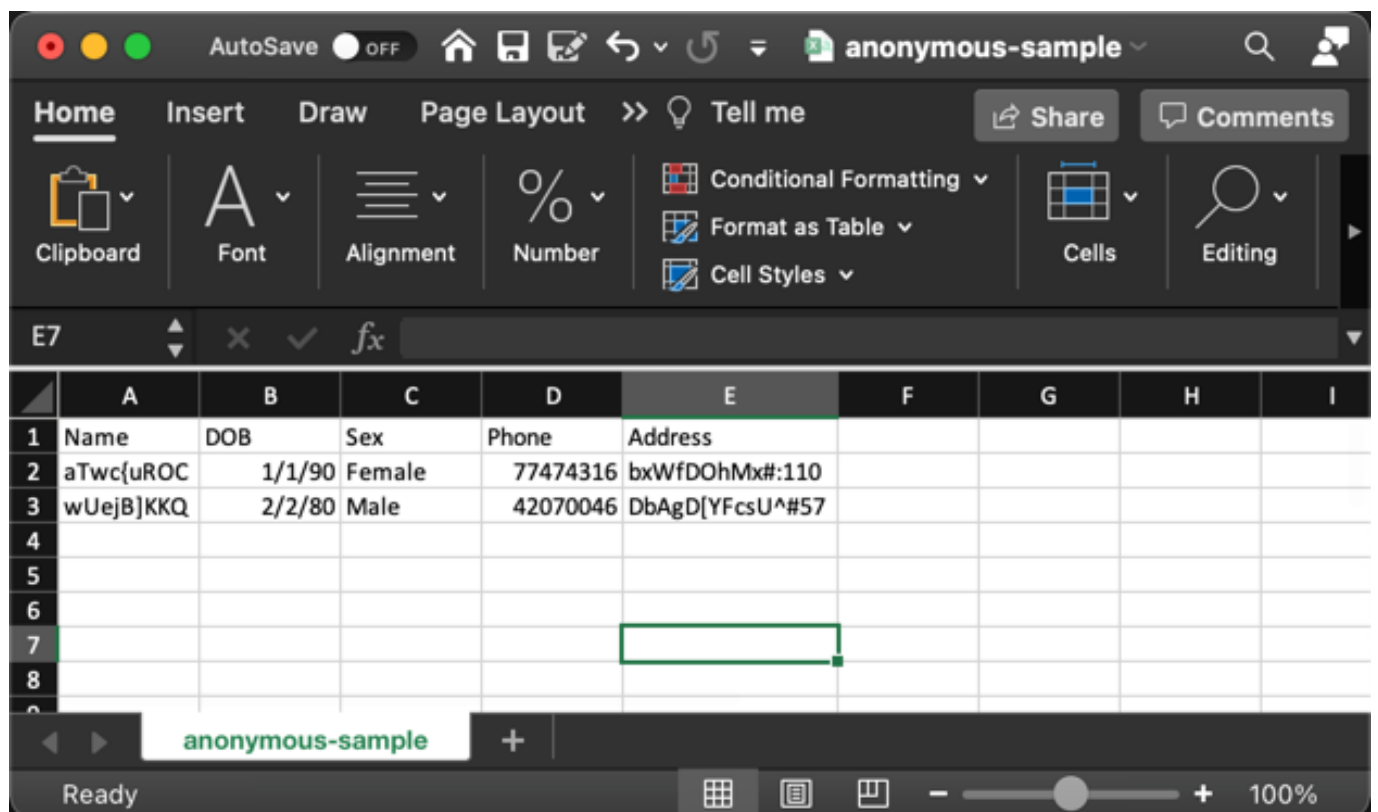 AutoSave OFF anonymous-sample
Home Insert Draw Page Layout >> Tell me Share Comments
Conditional Formatting
Format as Table
Cell Styles
Clipboard Font Alignment Number Cells Editing
E7 fx
A B C D E F G H I
1 Name DOB Sex Phone Address
2 aTwc{uROC 1/1/90 Female 77474316 bxWfDOhMx#:110
3 wUejB]KKQ 2/2/80 Male 42070046 DbAgD[YFcsU^#57
4
5
6
7
8
anonymous-sample +
Ready - + 100%